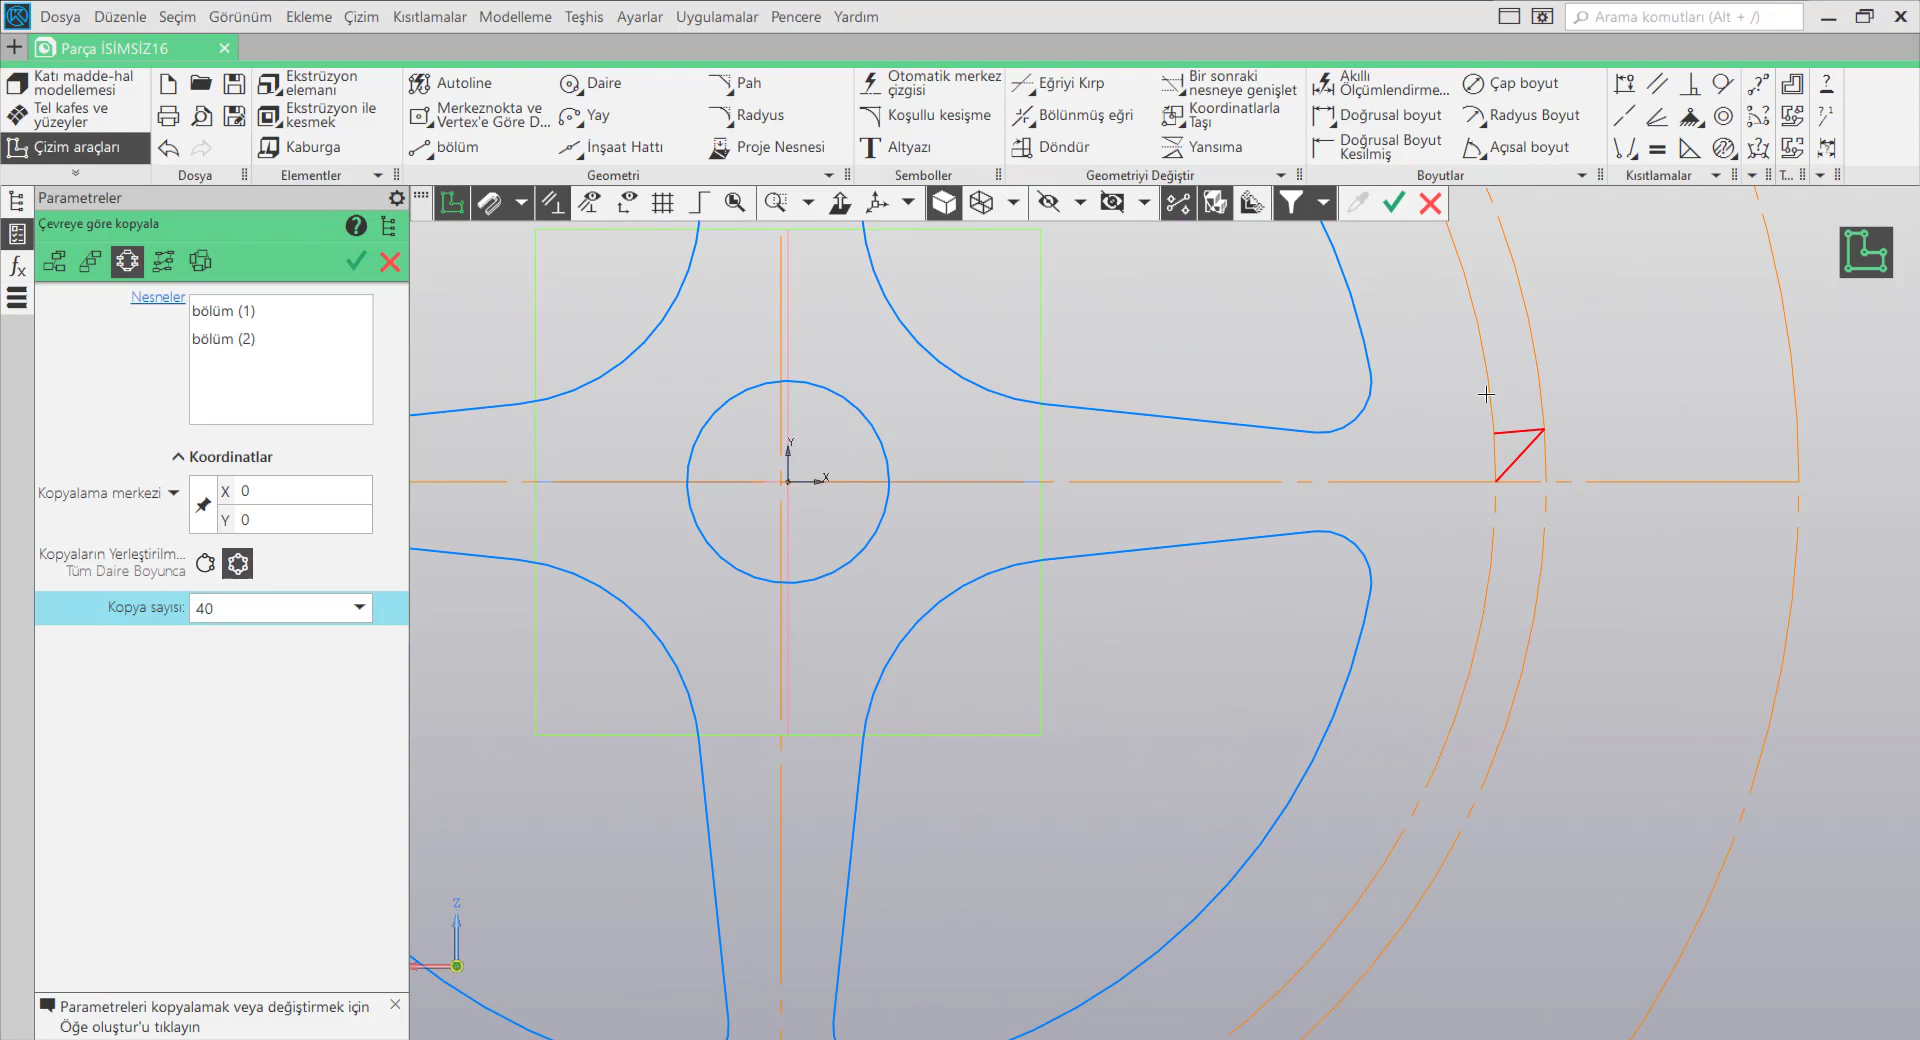 Dosya Düzenle Seçim Görünüm Ekleme Çizim Kısıtlamalar Modelleme Teşhis Ayarlar Uygulamalar Pencere Yardım
Arama komutları (Alt + /)
Parça İSİMSİZ16
Katı madde-hal
modellemesi
Tel kafes ve
yüzeyler
Çizim araçları
Dosya
Ekstrüzyon
elemanı
Ekstrüzyon ile
kesmek
Kaburga
Elementler
Autoline
Merkeznokta ve
Vertex'e Göre D...
bölüm
Daire
Yay
İnşaat Hattı
Pah
Radyus
Proje Nesnesi
Geometri
Otomatik merkez
çizgisi
Koşullu kesişme
Altyazı
Semboller
Eğriyi Kırp
Bölünmüş eğri
Döndür
Bir sonraki
nesneye genişlet
Koordinatlarla
Taşı
Yansıma
Geometriyi Değiştir
Akıllı
Ölçümlendirme...
Doğrusal boyut
Doğrusal Boyut
Kesilmiş
Çap boyut
Radyus Boyut
Açısal boyut
Boyutlar
Kısıtlamalar
T...
Parametreler
Çevreye göre kopyala
Nesneler
bölüm (1)
bölüm (2)
Koordinatlar
Kopyalama merkezi
X 0
Y 0
Kopyaların Yerleştirilm...
Tüm Daire Boyunca
Kopya sayısı: 40
Y
X
Z
Parametreleri kopyalamak veya değiştirmek için
Öğe oluştur'u tıklayın